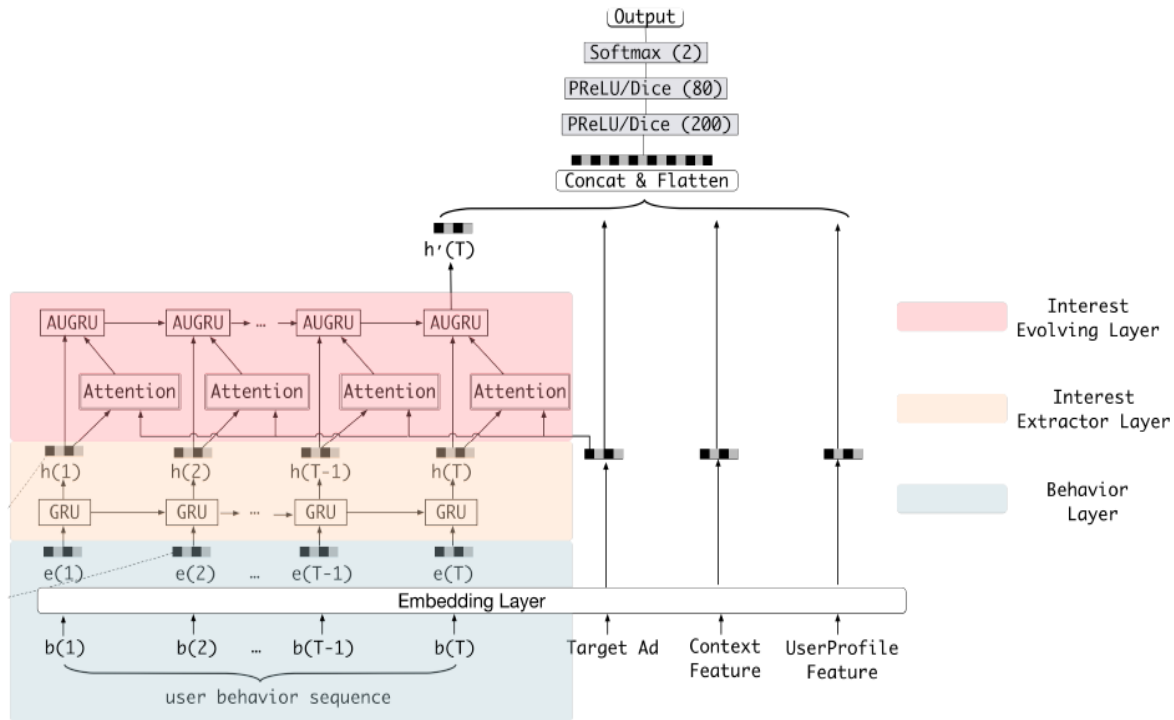 Output
Softmax (2)
PReLU/Dice (80)
PReLU/Dice (200)
Concat & Flatten
h′(T)
AUGRU AUGRU ... AUGRU AUGRU
Attention Attention Attention Attention
h(1) h(2) h(T-1) h(T)
GRU GRU ... GRU GRU
e(1) e(2) ... e(T-1) e(T)
Embedding Layer
b(1) b(2) ... b(T-1) b(T)
user behavior sequence
Target Ad
Context
Feature
UserProfile
Feature
Interest
Evolving Layer
Interest
Extractor Layer
Behavior
Layer